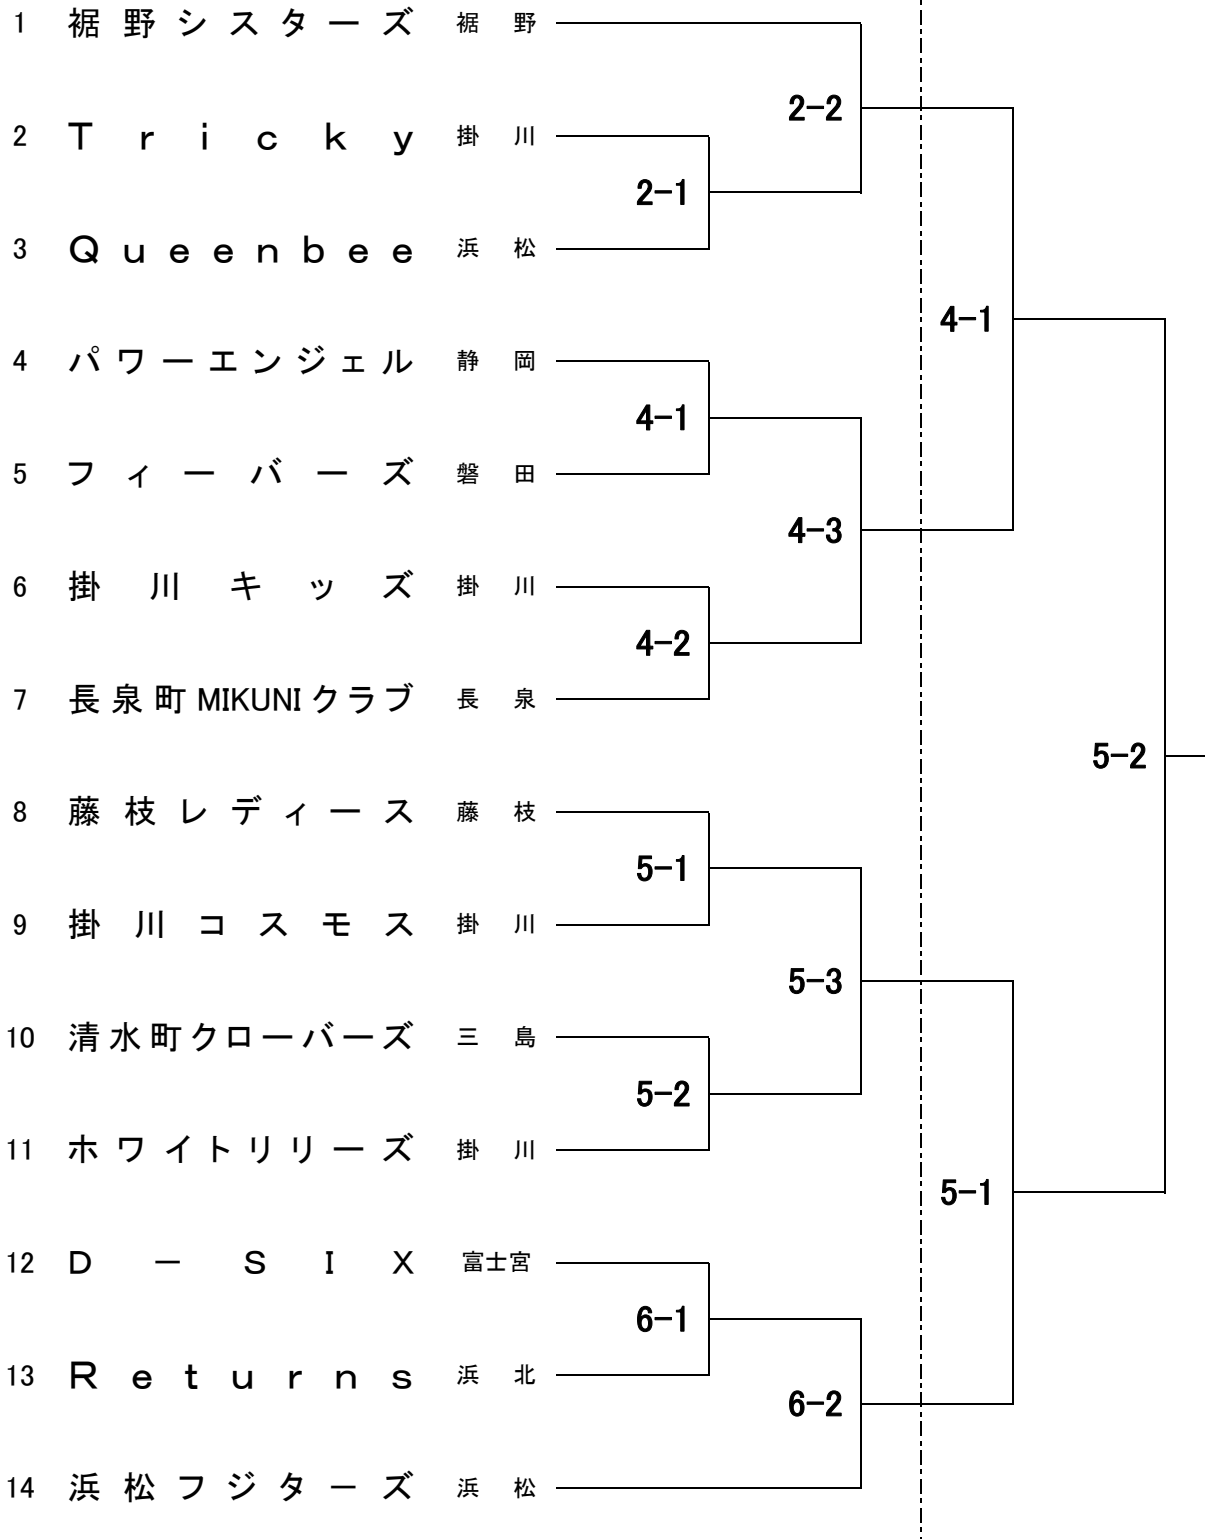 1 裾野シスターズ 裾野
2-2
2 Ｔｒｉｃｋｙ 掛川
2-1
3 Ｑｕｅｅｎｂｅｅ 浜松
4-1
4 パワーエンジェル 静岡
4-1
5 フィーバーズ 磐田
4-3
6 掛川キッズ 掛川
4-2
7 長泉町MIKUNIクラブ 長泉
5-2
8 藤枝レディース 藤枝
5-1
9 掛川コスモス 掛川
5-3
10 清水町クローバーズ 三島
5-2
11 ホワイトリリーズ 掛川
5-1
12 Ｄ－ＳＩＸ 富士宮
6-1
13 Ｒｅｔｕｒｎｓ 浜北
6-2
14 浜松フジターズ 浜松